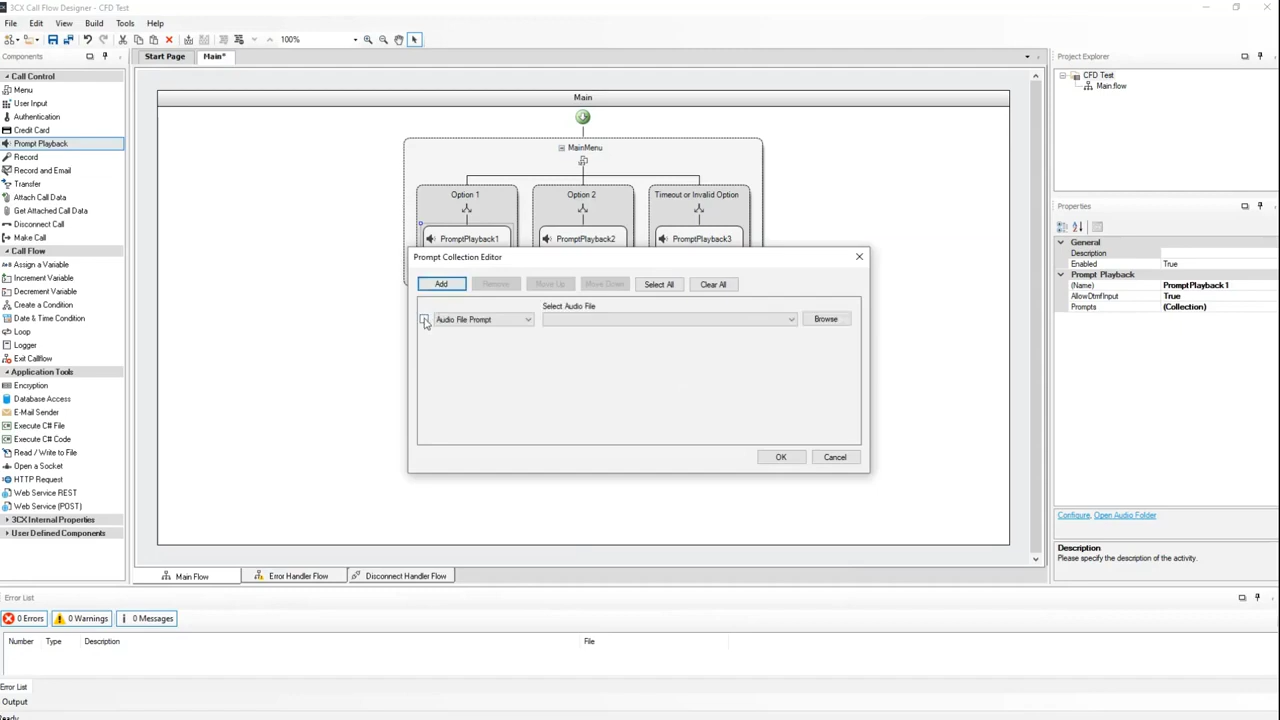 3CX Call Flow Designer - CFD Test
File Edit View Build Tools Help
100%
Components
Call Control
Menu
User Input
Authentication
Credit Card
Prompt Playback
Record
Record and Email
Transfer
Attach Call Data
Get Attached Call Data
Disconnect Call
Make Call
Call Flow
Assign a Variable
Increment Variable
Decrement Variable
Create a Condition
Date & Time Condition
Loop
Logger
Exit Callflow
Application Tools
Encryption
Database Access
E-Mail Sender
Execute C# File
Execute C# Code
Read / Write to File
Open a Socket
HTTP Request
Web Service REST
Web Service (POST)
3CX Internal Properties
User Defined Components
Start Page Main*
Main
MainMenu
Option 1 Option 2 Timeout or Invalid Option
PromptPlayback1 PromptPlayback2 PromptPlayback3
Prompt Collection Editor
Add Remove Move Up Move Down Select All Clear All
Select Audio File
Audio File Prompt Browse
OK Cancel
Main Flow Error Handler Flow Disconnect Handler Flow
Project Explorer
CFD Test
Main.flow
Properties
General
Description
Enabled True
Prompt Playback
(Name) PromptPlayback1
AllowDtmfInput True
Prompts (Collection)
Configure, Open Audio Folder
Description
Please specify the description of the activity.
Error List
0 Errors 0 Warnings 0 Messages
Number Type Description File
Error List
Output
Ready